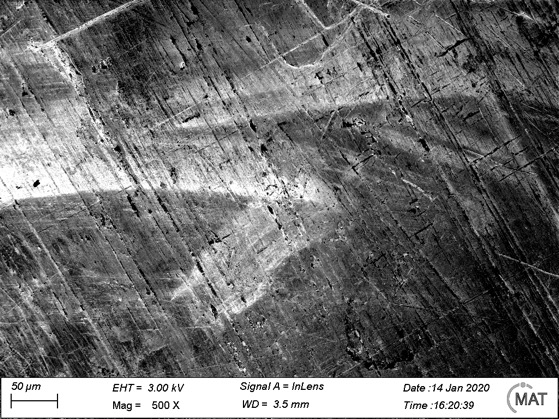 50 µm
EHT = 3.00 kV
Signal A = InLens
Date :14 Jan 2020
Mag = 500 X
WD = 3.5 mm
Time :16:20:39
MAT